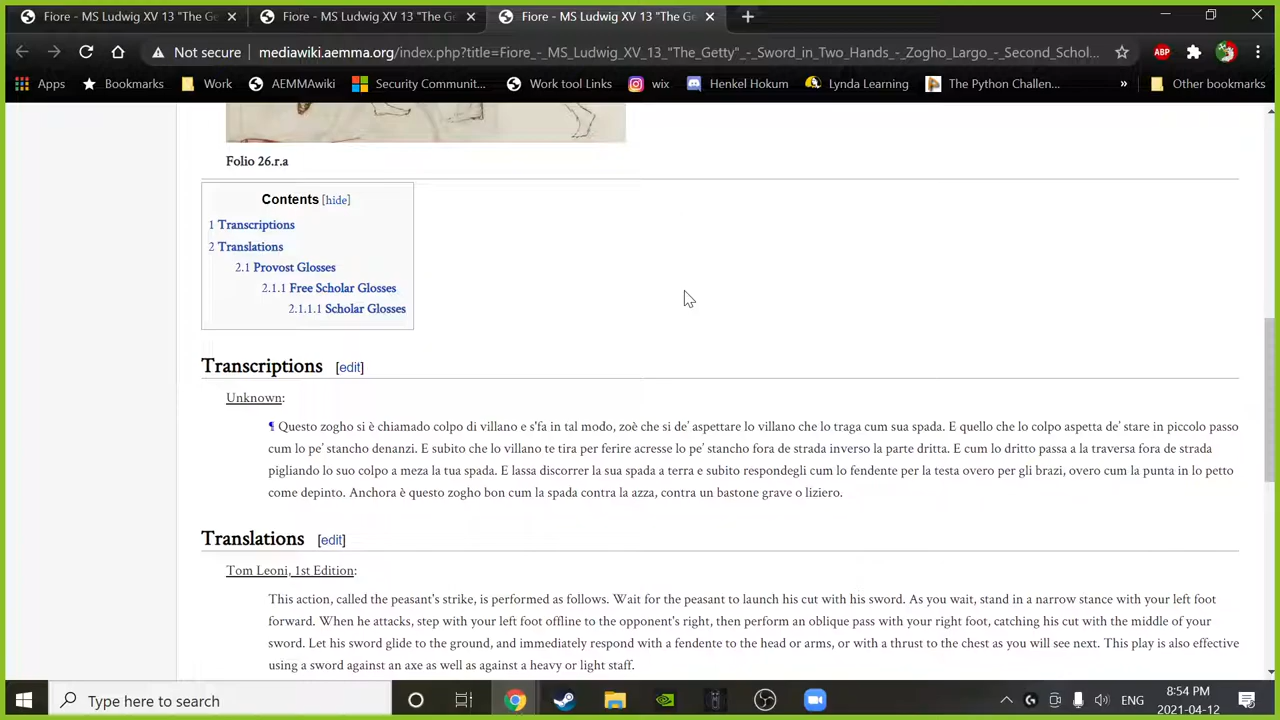 Fiore - MS Ludwig XV 13 "The Ge
Fiore - MS Ludwig XV 13 "The G
Fiore - MS Ludwig XV 13 "The Ge
Not secure
mediawiki.aemma.org/index.php?title=Fiore_-_MS_Ludwig_XV_13_"The_Getty"_-_Sword_in_Two_Hands_-_Zogho_Largo_-_Second_Schol...
ABP
Apps
Bookmarks
Work
AEMMAwiki
Security Communit...
Work tool Links
wix
Henkel Hokum
Lynda Learning
The Python Challen...
»
Other bookmarks
Folio 26.r.a
Contents [hide]
1 Transcriptions
2 Translations
2.1 Provost Glosses
2.1.1 Free Scholar Glosses
2.1.1.1 Scholar Glosses
Transcriptions [edit]
Unknown:
¶ Questo zogho si è chiamado colpo di villano e s'fa in tal modo, zoè che si de' aspettare lo villano che lo traga cum sua spada. E quello che lo colpo aspetta de' stare in piccolo passo
cum lo pe' stancho denanzi. E subito che lo villano te tira per ferire acresse lo pe' stancho fora de strada inverso la parte dritta. E cum lo dritto passa a la traversa fora de strada
pigliando lo suo colpo a meza la tua spada. E lassa discorrer la sua spada a terra e subito respondegli cum lo fendente per la testa overo per gli brazi, overo cum la punta in lo petto
come depinto. Anchora è questo zogho bon cum la spada contra la azza, contra un bastone grave o liziero.
Translations [edit]
Tom Leoni, 1st Edition:
This action, called the peasant's strike, is performed as follows. Wait for the peasant to launch his cut with his sword. As you wait, stand in a narrow stance with your left foot
forward. When he attacks, step with your left foot offline to the opponent's right, then perform an oblique pass with your right foot, catching his cut with the middle of your
sword. Let his sword glide to the ground, and immediately respond with a fendente to the head or arms, or with a thrust to the chest as you will see next. This play is also effective
using a sword against an axe as well as against a heavy or light staff.
Type here to search
ENG
8:54 PM
2021-04-12